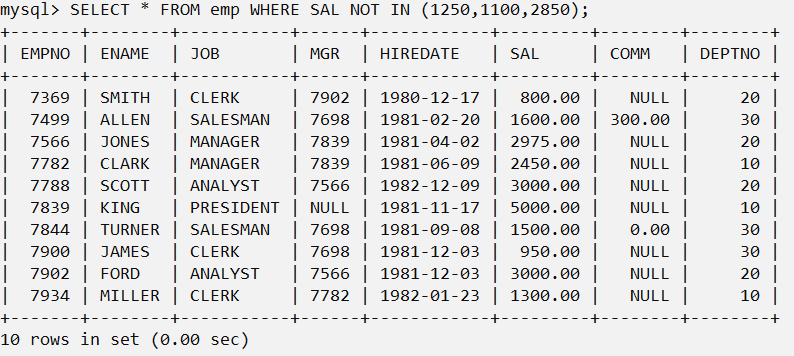 mysql> SELECT * FROM emp WHERE SAL NOT IN (1250,1100,2850);
+-------+--------+-----------+------+------------+---------+--------+--------+
| EMPNO | ENAME  | JOB       | MGR  | HIREDATE   | SAL     | COMM   | DEPTNO |
+-------+--------+-----------+------+------------+---------+--------+--------+
|  7369 | SMITH  | CLERK     | 7902 | 1980-12-17 |  800.00 |   NULL |     20 |
|  7499 | ALLEN  | SALESMAN  | 7698 | 1981-02-20 | 1600.00 | 300.00 |     30 |
|  7566 | JONES  | MANAGER   | 7839 | 1981-04-02 | 2975.00 |   NULL |     20 |
|  7782 | CLARK  | MANAGER   | 7839 | 1981-06-09 | 2450.00 |   NULL |     10 |
|  7788 | SCOTT  | ANALYST   | 7566 | 1982-12-09 | 3000.00 |   NULL |     20 |
|  7839 | KING   | PRESIDENT | NULL | 1981-11-17 | 5000.00 |   NULL |     10 |
|  7844 | TURNER | SALESMAN  | 7698 | 1981-09-08 | 1500.00 |   0.00 |     30 |
|  7900 | JAMES  | CLERK     | 7698 | 1981-12-03 |  950.00 |   NULL |     30 |
|  7902 | FORD   | ANALYST   | 7566 | 1981-12-03 | 3000.00 |   NULL |     20 |
|  7934 | MILLER | CLERK     | 7782 | 1982-01-23 | 1300.00 |   NULL |     10 |
+-------+--------+-----------+------+------------+---------+--------+--------+
10 rows in set (0.00 sec)